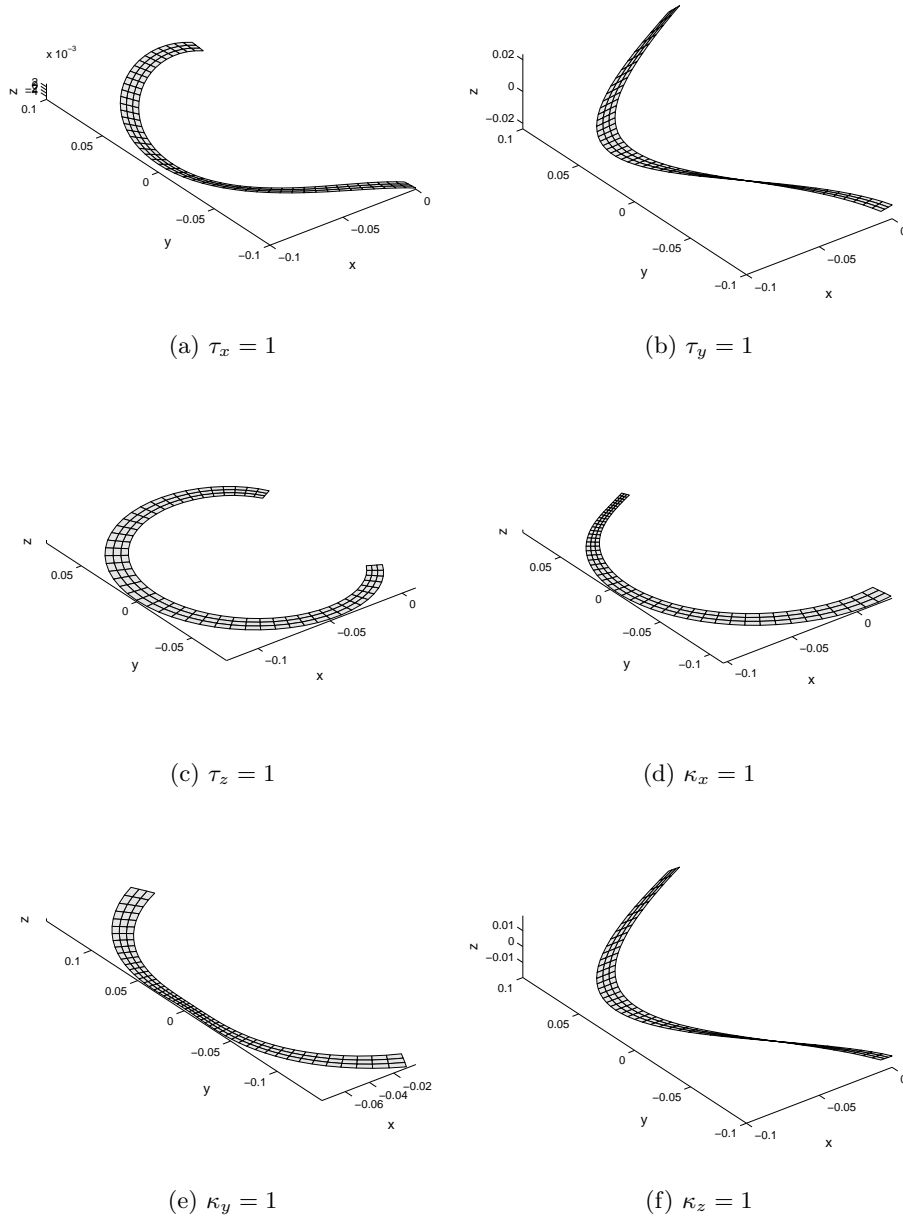 x 10⁻³
z
0.1
0.05
0
−0.05
−0.1
y
−0.1
−0.05
0
x
(a) τx = 1
0.02
0
−0.02
z
0.1
0.05
0
−0.05
−0.1
y
−0.1
−0.05
x
(b) τy = 1
z
0.05
0
−0.05
y
−0.1
−0.05
0
x
(c) τz = 1
z
0.05
0
−0.05
−0.1
y
−0.1
−0.05
0
x
(d) κx = 1
z
0.1
0.05
0
−0.05
−0.1
y
−0.06
−0.04
−0.02
x
(e) κy = 1
0.01
0
−0.01
z
0.1
0.05
0
−0.05
−0.1
y
−0.1
−0.05
x
(f) κz = 1